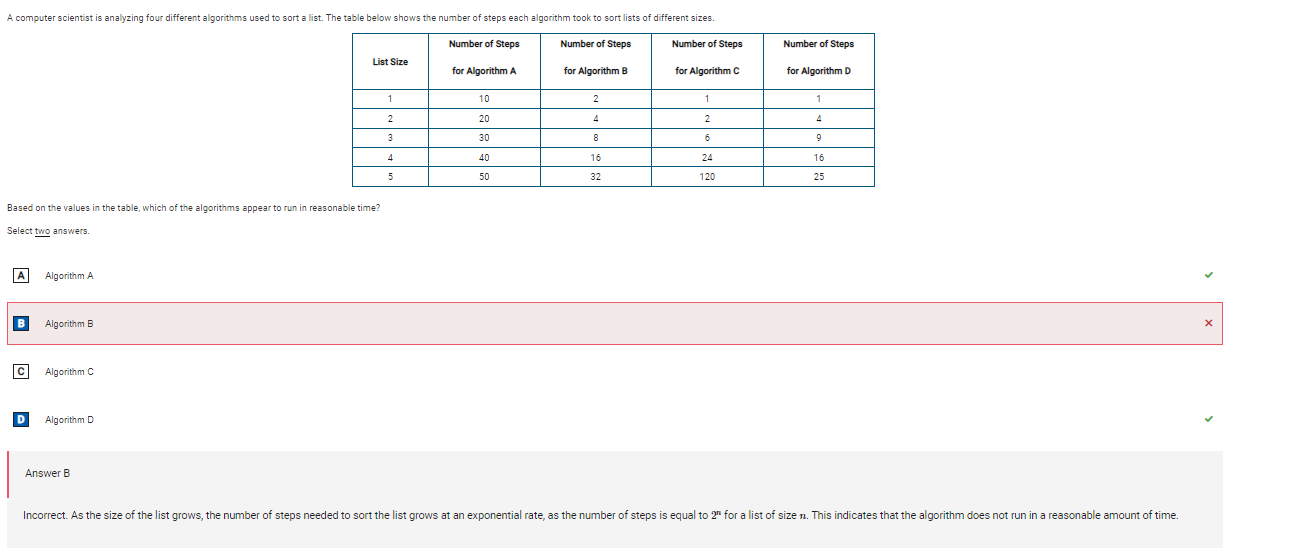 A computer scientist is analyzing four different algorithms used to sort a list. The table below shows the number of steps each algorithm took to sort lists of different sizes.
List Size Number of Steps for Algorithm A Number of Steps for Algorithm B Number of Steps for Algorithm C Number of Steps for Algorithm D
1 10 2 1 1
2 20 4 2 4
3 30 8 6 9
4 40 16 24 16
5 50 32 120 25
Based on the values in the table, which of the algorithms appear to run in reasonable time?
Select two answers.
A Algorithm A ✓
B Algorithm B ✕
C Algorithm C
D Algorithm D ✓
Answer B
Incorrect. As the size of the list grows, the number of steps needed to sort the list grows at an exponential rate, as the number of steps is equal to 2ⁿ for a list of size n. This indicates that the algorithm does not run in a reasonable amount of time.